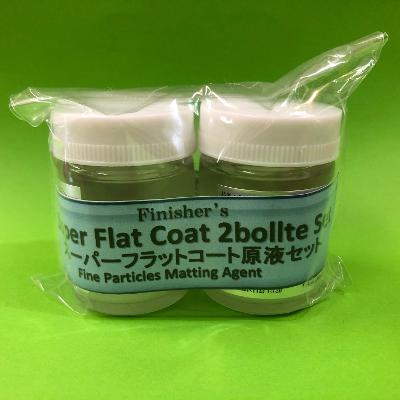 Finisher's
per Flat Coat 2bollte Se
ーパーフラットコート原液セット
Fine Particles Matting Agent